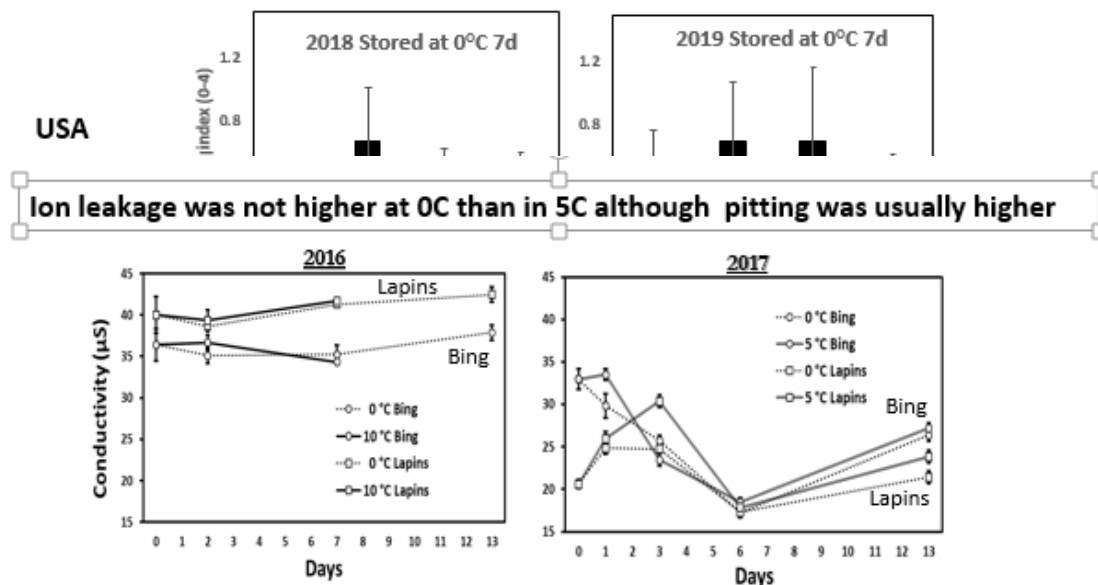 2018 Stored at 0°C 7d
2019 Stored at 0°C 7d
1.2
0.8
index (0-4)
1.2
0.8
USA
Ion leakage was not higher at 0C than in 5C although pitting was usually higher
2016
45
40
35
30
25
20
15
Conductivity (µS)
Lapins
Bing
0 °C Bing
10 °C Bing
0 °C Lapins
10 °C Lapins
0 1 2 3 4 5 6 7 8 9 10 11 12 13
Days
2017
45
40
35
30
25
20
15
0 °C Bing
5 °C Bing
0 °C Lapins
5 °C Lapins
Bing
Lapins
0 1 2 3 4 5 6 7 8 9 10 11 12 13
Days